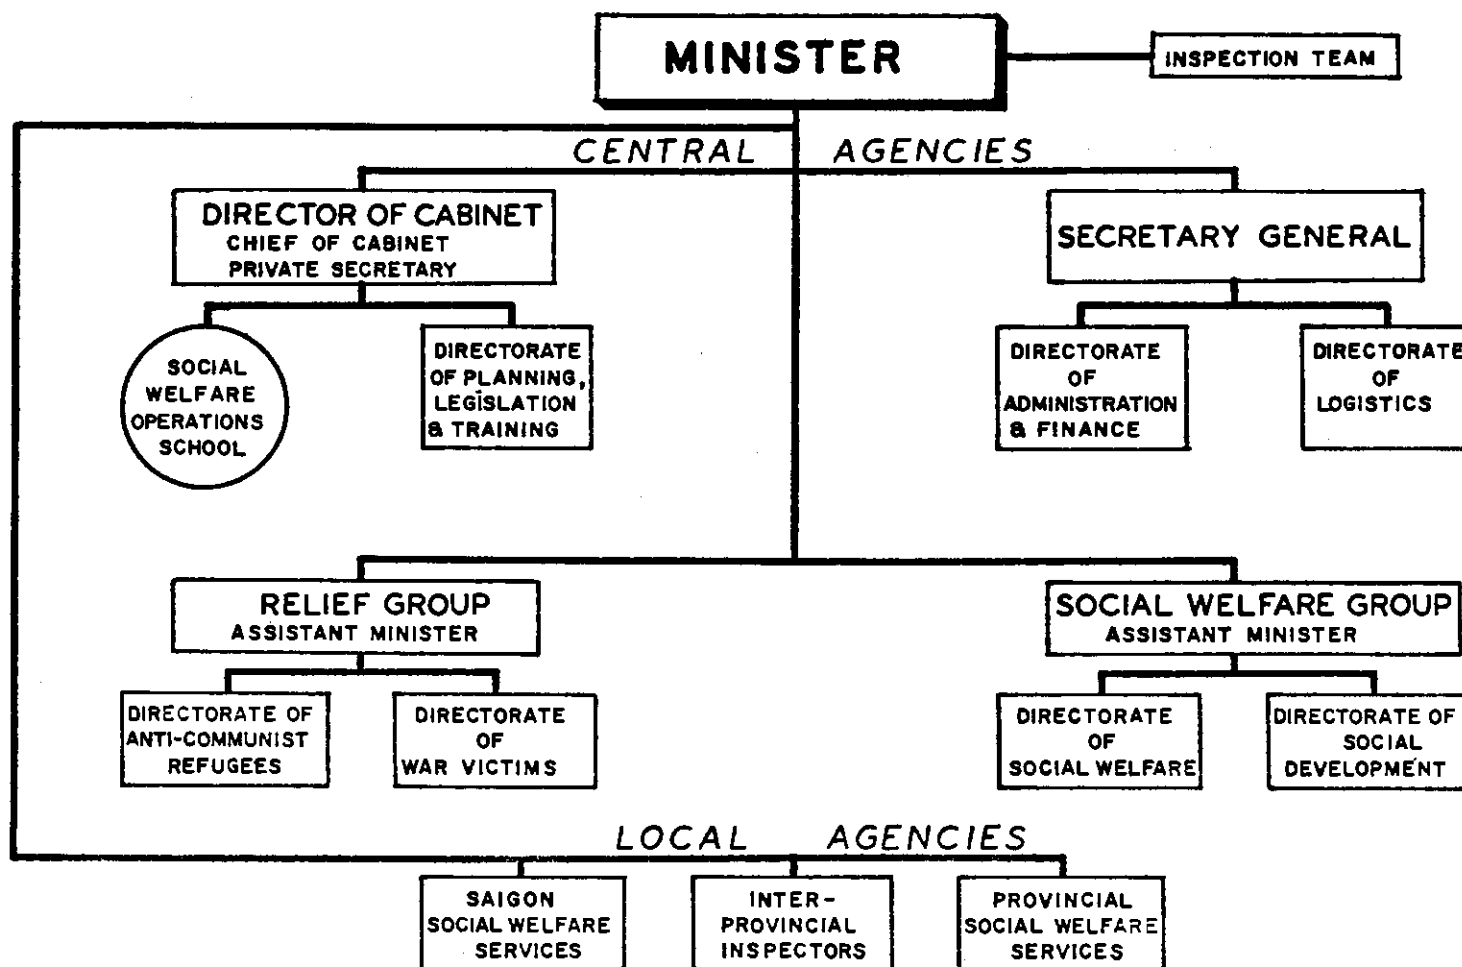 MINISTER
INSPECTION TEAM
CENTRAL AGENCIES
DIRECTOR OF CABINET
CHIEF OF CABINET
PRIVATE SECRETARY
SECRETARY GENERAL
SOCIAL
WELFARE
OPERATIONS
SCHOOL
DIRECTORATE
OF PLANNING,
LEGISLATION
& TRAINING
DIRECTORATE
OF
ADMINISTRATION
& FINANCE
DIRECTORATE
OF
LOGISTICS
RELIEF GROUP
ASSISTANT MINISTER
SOCIAL WELFARE GROUP
ASSISTANT MINISTER
DIRECTORATE OF
ANTI-COMMUNIST
REFUGEES
DIRECTORATE
OF
WAR VICTIMS
DIRECTORATE
OF
SOCIAL WELFARE
DIRECTORATE OF
SOCIAL
DEVELOPMENT
LOCAL AGENCIES
SAIGON
SOCIAL WELFARE
SERVICES
INTER-
PROVINCIAL
INSPECTORS
PROVINCIAL
SOCIAL WELFARE
SERVICES